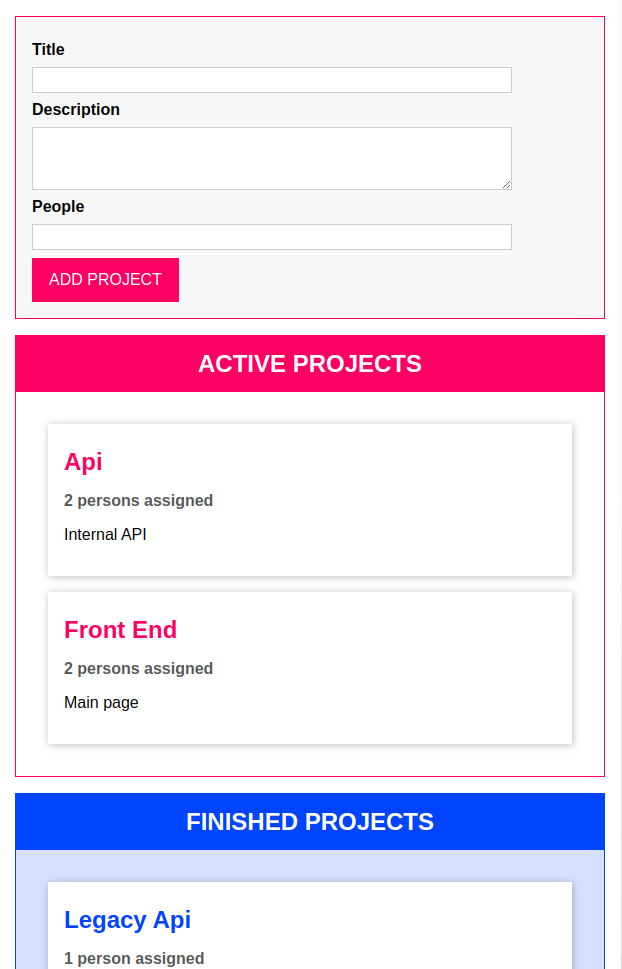 Title
Description
People
ADD PROJECT
ACTIVE PROJECTS
Api
2 persons assigned
Internal API
Front End
2 persons assigned
Main page
FINISHED PROJECTS
Legacy Api
1 person assigned